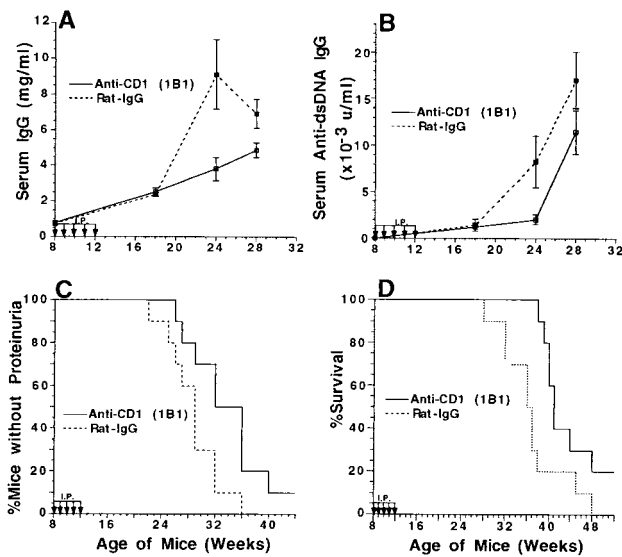 A
Serum IgG (mg/ml)
12
10
8
6
4
2
0
Anti-CD1 (1B1)
Rat-IgG
I.P.
8 12 16 20 24 28 32
B
Serum Anti-dsDNA IgG
(x10-3 u/ml)
20
15
10
5
0
Anti-CD1 (1B1)
Rat-IgG
I.P.
8 12 16 20 24 28 32
C
%Mice without Proteinuria
100
80
60
40
20
Anti-CD1 (1B1)
Rat-IgG
I.P.
8 16 24 32 40
Age of Mice (Weeks)
D
%Survival
100
80
60
40
20
0
Anti-CD1 (1B1)
Rat-IgG
I.P.
8 16 24 32 40 48
Age of Mice (Weeks)